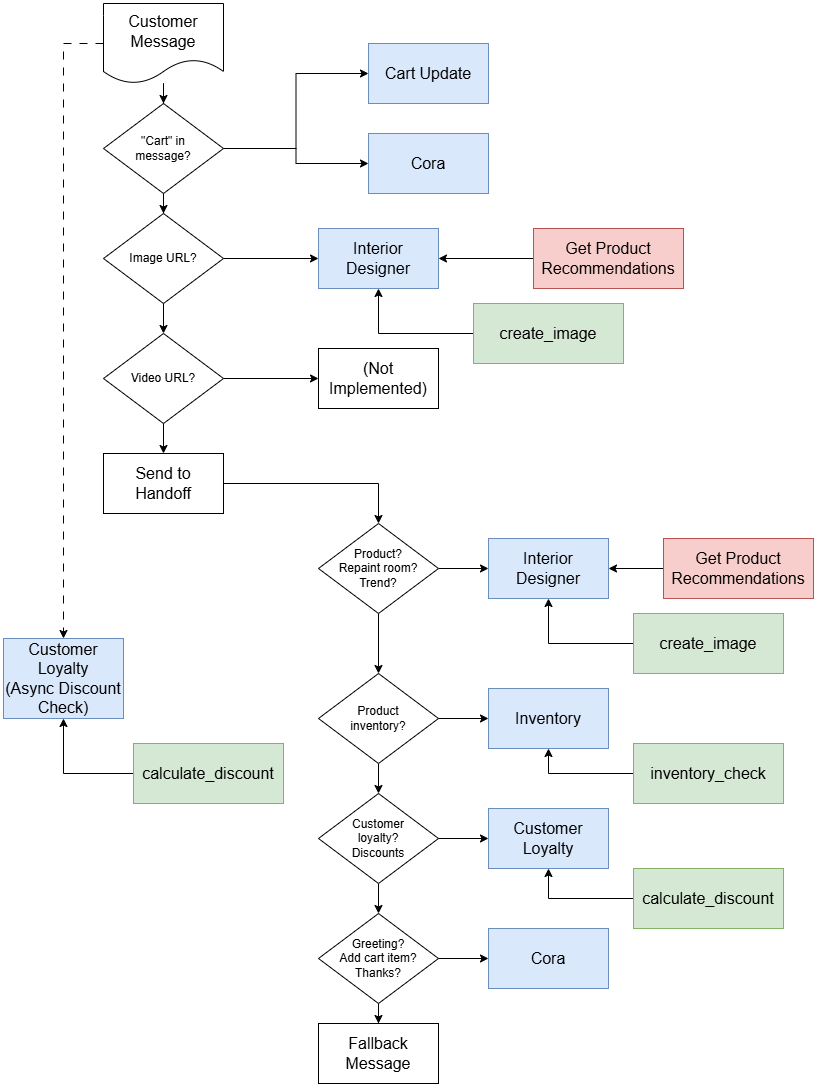 Customer
Message
"Cart" in
message?
Cart Update
Cora
Image URL?
Interior
Designer
Get Product
Recommendations
create_image
Video URL?
(Not
Implemented)
Send to
Handoff
Product?
Repaint room?
Trend?
Interior
Designer
Get Product
Recommendations
create_image
Customer
Loyalty
(Async Discount
Check)
calculate_discount
Product
inventory?
Inventory
inventory_check
Customer
loyalty?
Discounts
Customer
Loyalty
calculate_discount
Greeting?
Add cart item?
Thanks?
Cora
Fallback
Message